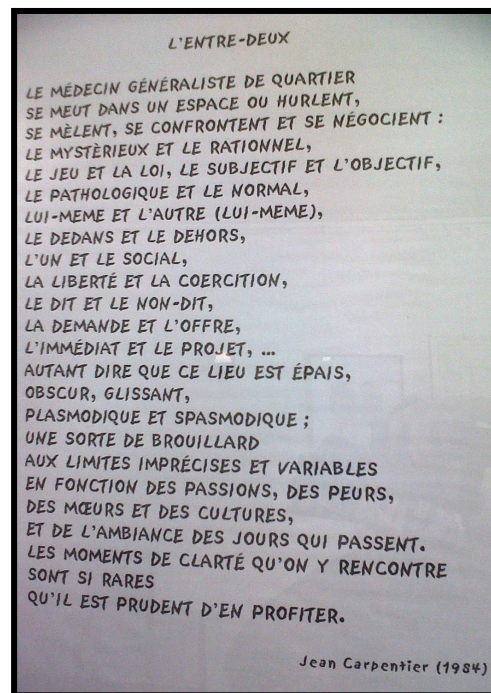 L'ENTRE-DEUX
LE MÉDECIN GÉNÉRALISTE DE QUARTIER
SE MEUT DANS UN ESPACE OU HURLENT,
SE MÈLENT, SE CONFRONTENT ET SE NÉGOCIENT :
LE MYSTÈRIEUX ET LE RATIONNEL,
LE JEU ET LA LOI, LE SUBJECTIF ET L'OBJECTIF,
LE PATHOLOGIQUE ET LE NORMAL,
LUI-MEME ET L'AUTRE (LUI-MEME),
LE DEDANS ET LE DEHORS,
L'UN ET LE SOCIAL,
LA LIBERTÉ ET LA COERCITION,
LE DIT ET LE NON-DIT,
LA DEMANDE ET L'OFFRE,
L'IMMÉDIAT ET LE PROJET, ...
AUTANT DIRE QUE CE LIEU EST ÉPAIS,
OBSCUR, GLISSANT,
PLASMODIQUE ET SPASMODIQUE ;
UNE SORTE DE BROUILLARD
AUX LIMITES IMPRÉCISES ET VARIABLES
EN FONCTION DES PASSIONS, DES PEURS,
DES MŒURS ET DES CULTURES,
ET DE L'AMBIANCE DES JOURS QUI PASSENT.
LES MOMENTS DE CLARTÉ QU'ON Y RENCONTRE
SONT SI RARES
QU'IL EST PRUDENT D'EN PROFITER.
Jean Carpentier (1984)